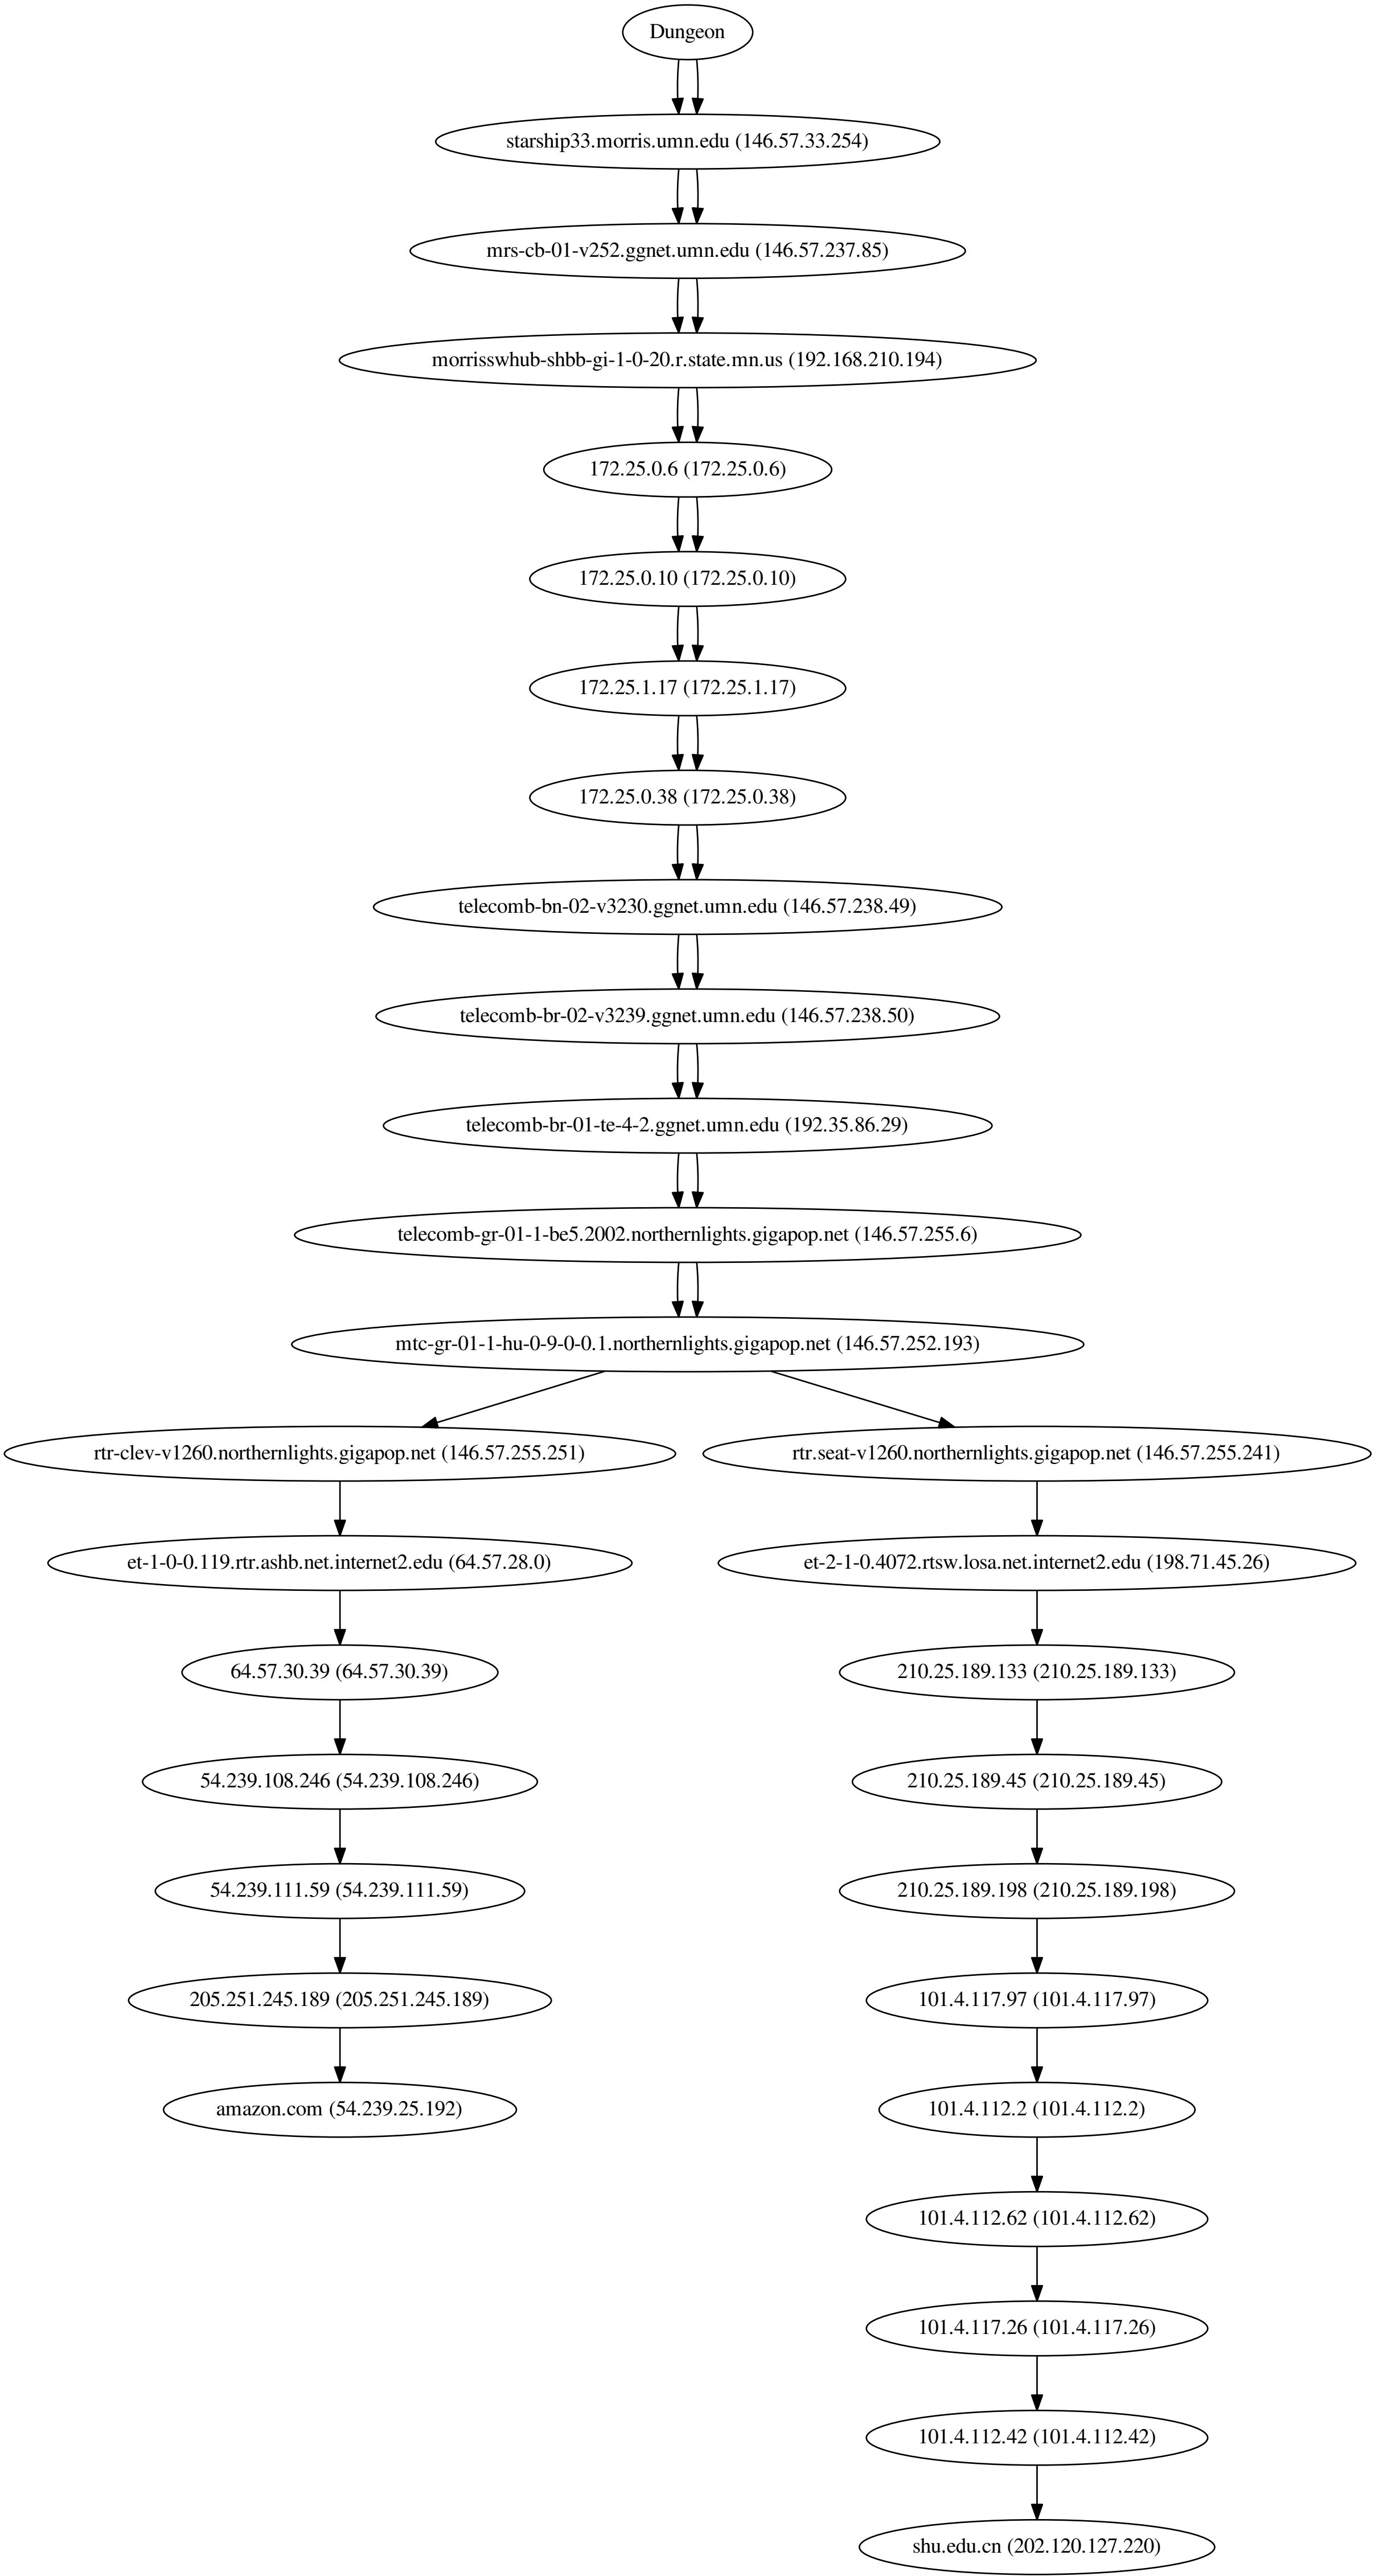 Dungeon
starship33.morris.umn.edu (146.57.33.254)
mrs-cb-01-v252.ggnet.umn.edu (146.57.237.85)
morrisswhub-shbb-gi-1-0-20.r.state.mn.us (192.168.210.194)
172.25.0.6 (172.25.0.6)
172.25.0.10 (172.25.0.10)
172.25.1.17 (172.25.1.17)
172.25.0.38 (172.25.0.38)
telecomb-bn-02-v3230.ggnet.umn.edu (146.57.238.49)
telecomb-br-02-v3239.ggnet.umn.edu (146.57.238.50)
telecomb-br-01-te-4-2.ggnet.umn.edu (192.35.86.29)
telecomb-gr-01-1-be5.2002.northernlights.gigapop.net (146.57.255.6)
mtc-gr-01-1-hu-0-9-0-0.1.northernlights.gigapop.net (146.57.252.193)
rtr-clev-v1260.northernlights.gigapop.net (146.57.255.251)
rtr.seat-v1260.northernlights.gigapop.net (146.57.255.241)
et-1-0-0.119.rtr.ashb.net.internet2.edu (64.57.28.0)
et-2-1-0.4072.rtsw.losa.net.internet2.edu (198.71.45.26)
64.57.30.39 (64.57.30.39)
210.25.189.133 (210.25.189.133)
54.239.108.246 (54.239.108.246)
210.25.189.45 (210.25.189.45)
54.239.111.59 (54.239.111.59)
210.25.189.198 (210.25.189.198)
205.251.245.189 (205.251.245.189)
101.4.117.97 (101.4.117.97)
amazon.com (54.239.25.192)
101.4.112.2 (101.4.112.2)
101.4.112.62 (101.4.112.62)
101.4.117.26 (101.4.117.26)
101.4.112.42 (101.4.112.42)
shu.edu.cn (202.120.127.220)